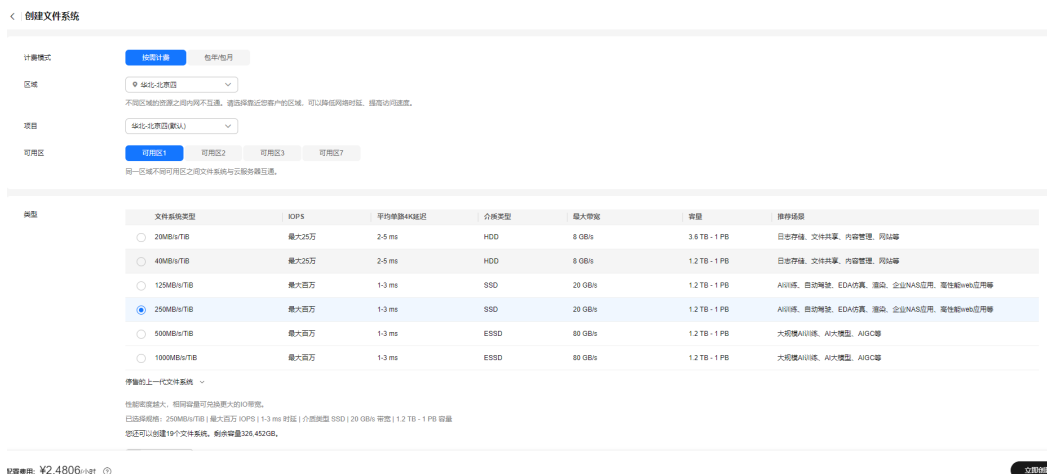 创建文件系统
计费模式 按需计费 包年/包月
区域 华北-北京四
不同区域的资源之间内网不互通。请选择靠近您客户的区域，可以降低网络时延、提高访问速度。
项目 华北-北京四(默认)
可用区 可用区1 可用区2 可用区3 可用区7
同一区域不同可用区之间文件系统与云服务器互通。
类型 文件系统类型 IOPS 平均单路4K延迟 介质类型 最大带宽 容量 推荐场景
20MB/s/TiB 最大25万 2-5 ms HDD 8 GB/s 3.6 TB - 1 PB 日志存储、文件共享、内容管理、网站等
40MB/s/TiB 最大25万 2-5 ms HDD 8 GB/s 1.2 TB - 1 PB 日志存储、文件共享、内容管理、网站等
125MB/s/TiB 最大百万 1-3 ms SSD 20 GB/s 1.2 TB - 1 PB AI训练、自动驾驶、EDA仿真、渲染、企业NAS应用、高性能web应用等
250MB/s/TiB 最大百万 1-3 ms SSD 20 GB/s 1.2 TB - 1 PB AI训练、自动驾驶、EDA仿真、渲染、企业NAS应用、高性能web应用等
500MB/s/TiB 最大百万 1-3 ms ESSD 80 GB/s 1.2 TB - 1 PB 大规模AI训练、AI大模型、AIGC等
1000MB/s/TiB 最大百万 1-3 ms ESSD 80 GB/s 1.2 TB - 1 PB 大规模AI训练、AI大模型、AIGC等
停售的上一代文件系统
性能密度越大，相同容量可兑换更大的IO带宽。
已选择规格：250MB/s/TiB | 最大百万 IOPS | 1-3 ms 时延 | 介质类型 SSD | 20 GB/s 带宽 | 1.2 TB - 1 PB 容量
您还可以创建19个文件系统，剩余容量326,452GB。
配置费用: ¥2.4806/小时 立即创